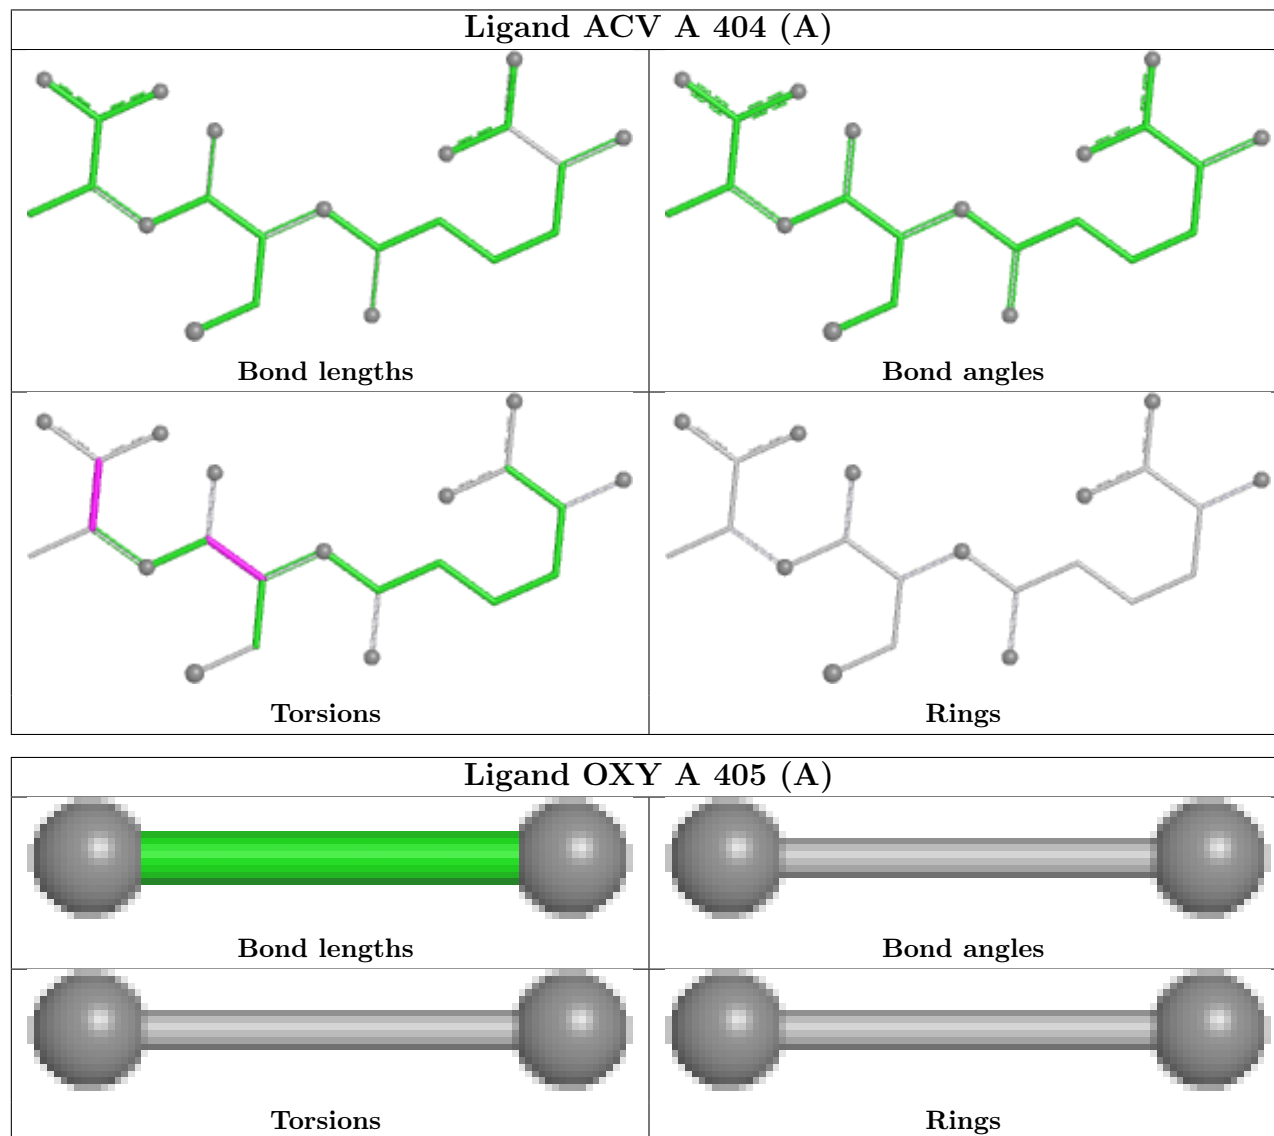 Ligand ACV A 404 (A)
Bond lengths
Bond angles
Torsions
Rings
Ligand OXY A 405 (A)
Bond lengths
Bond angles
Torsions
Rings